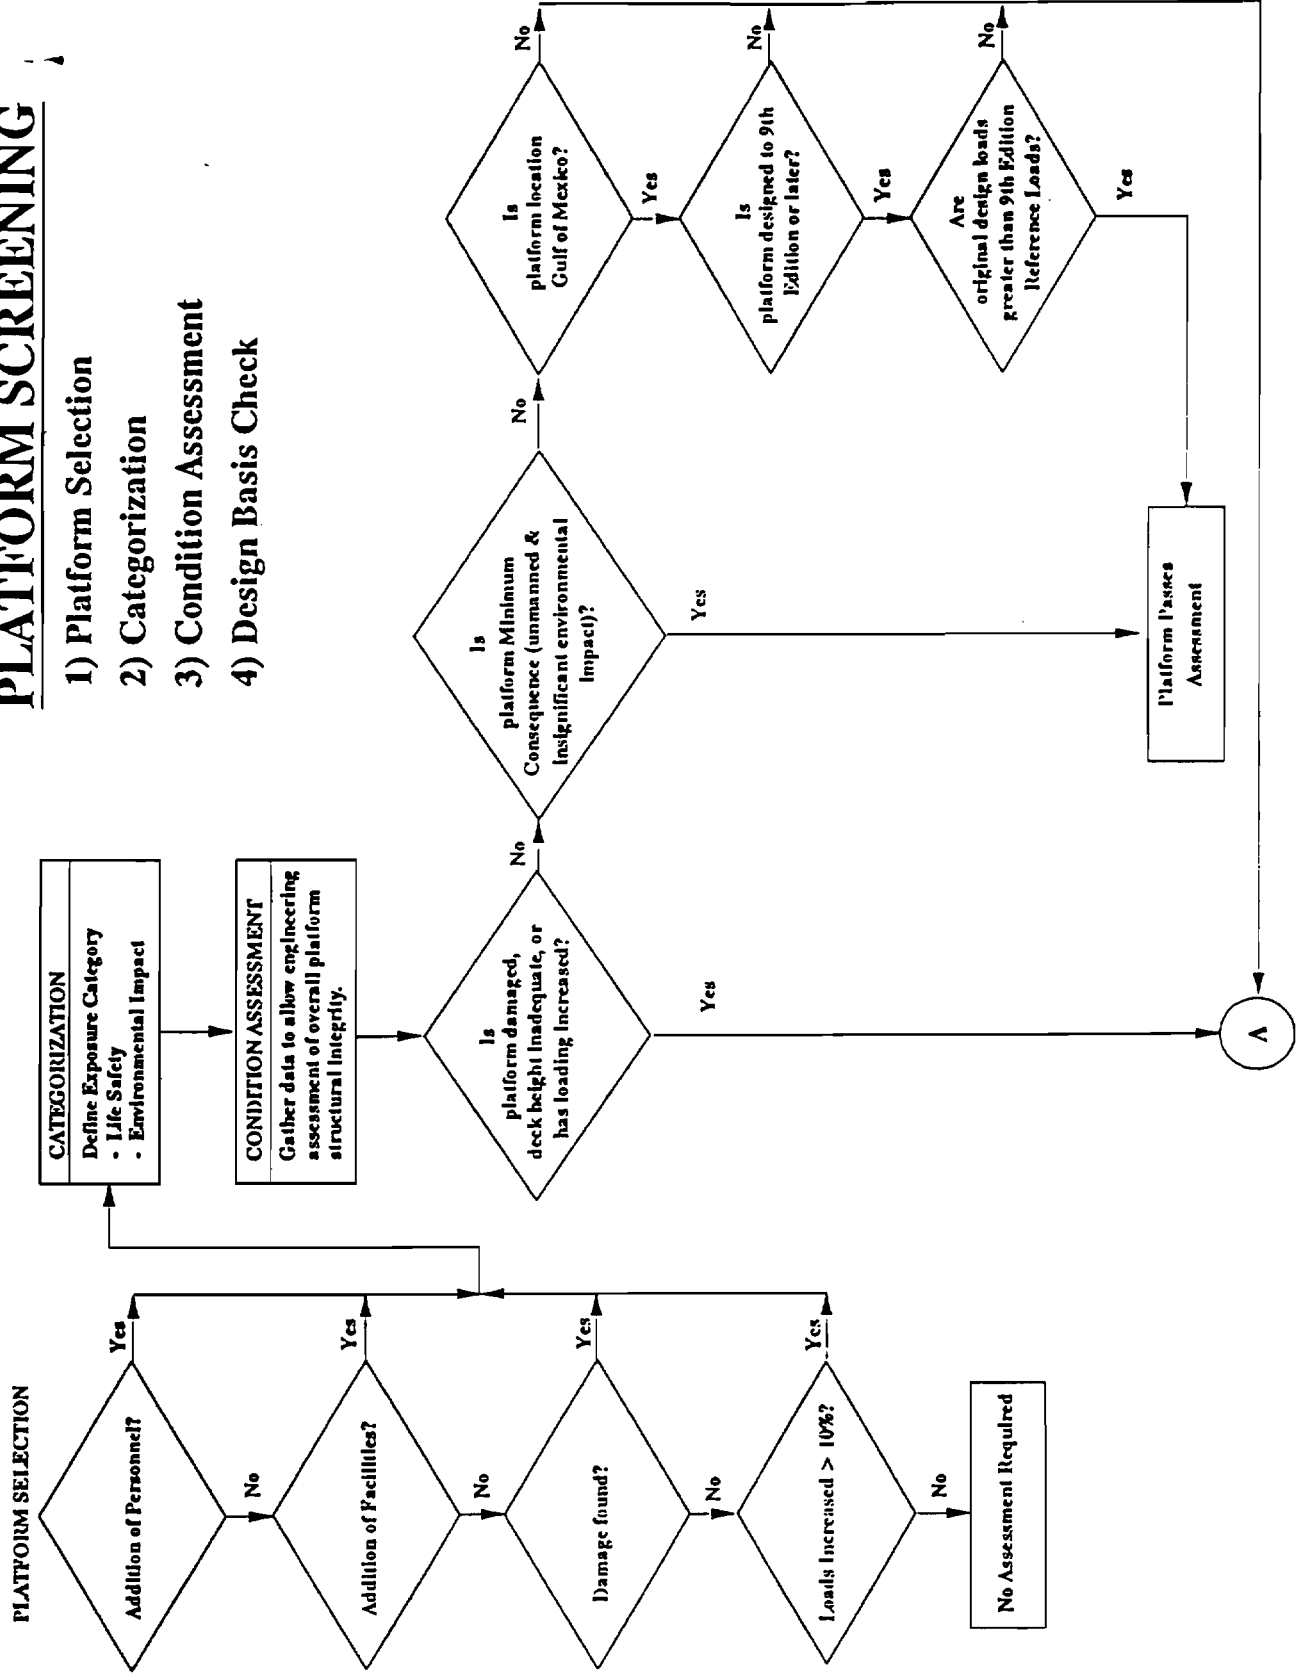 PLATFORM SCREENING
1) Platform Selection
2) Categorization
3) Condition Assessment
4) Design Basis Check
PLATFORM SELECTION
Addition of Personnel?
Yes
No
Addition of Facilities?
Yes
No
Damage found?
Yes
No
Loads Increased > 10%?
Yes
No
No Assessment Required
CATEGORIZATION
Define Exposure Category
- Life Safety
- Environmental Impact
CONDITION ASSESSMENT
Gather data to allow engineering
assessment of overall platform
structural integrity.
Is
platform damaged,
deck height inadequate, or
has loading increased?
No
Yes
Is
platform Minimum
Consequence (unmanned &
insignificant environmental
impact)?
No
Yes
Is
platform location
Gulf of Mexico?
No
Yes
Is
platform designed to 9th
Edition or later?
No
Yes
Are
original design loads
greater than 9th Edition
Reference Loads?
No
Yes
Platform Passes
Assessment
A